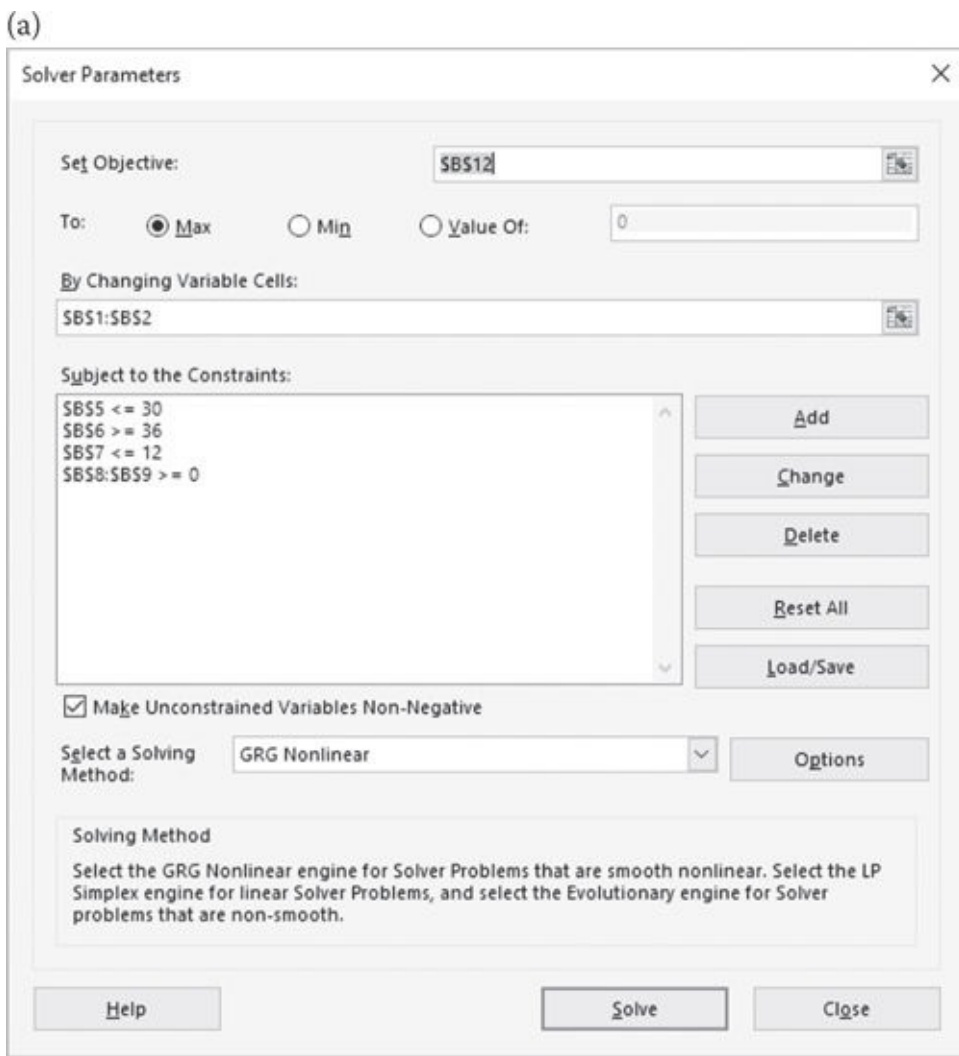 (a)
Solver Parameters
Set Objective:
$B$12
To:
Max
Min
Value Of:
0
By Changing Variable Cells:
$B$1:$B$2
Subject to the Constraints:
$B$5 <= 30
$B$6 >= 36
$B$7 <= 12
$B$8:$B$9 >= 0
Add
Change
Delete
Reset All
Load/Save
Make Unconstrained Variables Non-Negative
Select a Solving
Method:
GRG Nonlinear
Options
Solving Method
Select the GRG Nonlinear engine for Solver Problems that are smooth nonlinear. Select the LP
Simplex engine for linear Solver Problems, and select the Evolutionary engine for Solver
problems that are non-smooth.
Help
Solve
Close